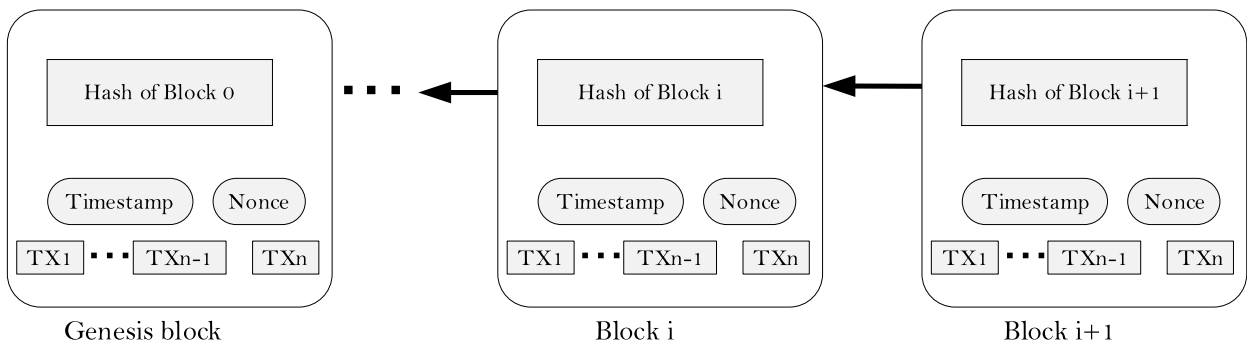 Hash of Block 0
Hash of Block i
Hash of Block i+1
Timestamp
Nonce
Timestamp
Nonce
Timestamp
Nonce
TX1
TXn-1
TXn
TX1
TXn-1
TXn
TX1
TXn-1
TXn
Genesis block
Block i
Block i+1